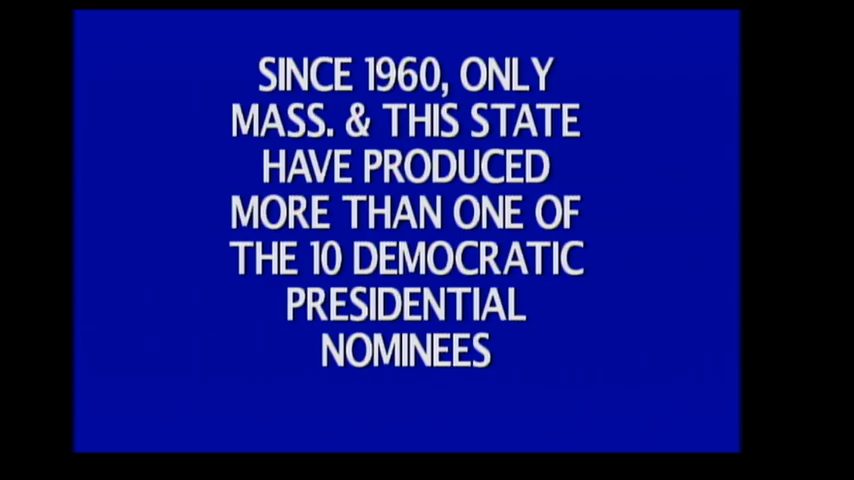 SINCE 1960, ONLY
MASS. & THIS STATE
HAVE PRODUCED
MORE THAN ONE OF
THE 10 DEMOCRATIC
PRESIDENTIAL
NOMINEES